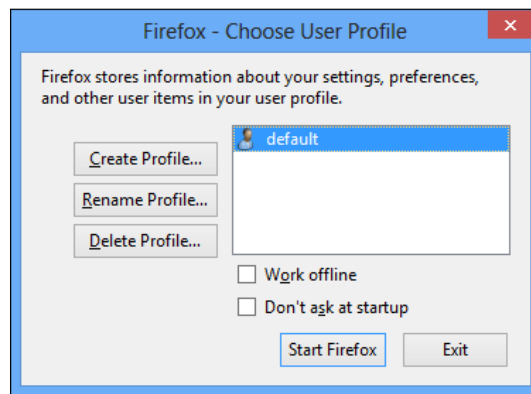 Firefox - Choose User Profile
Firefox stores information about your settings, preferences,
and other user items in your user profile.
default
Create Profile...
Rename Profile...
Delete Profile...
Work offline
Don't ask at startup
Start Firefox
Exit